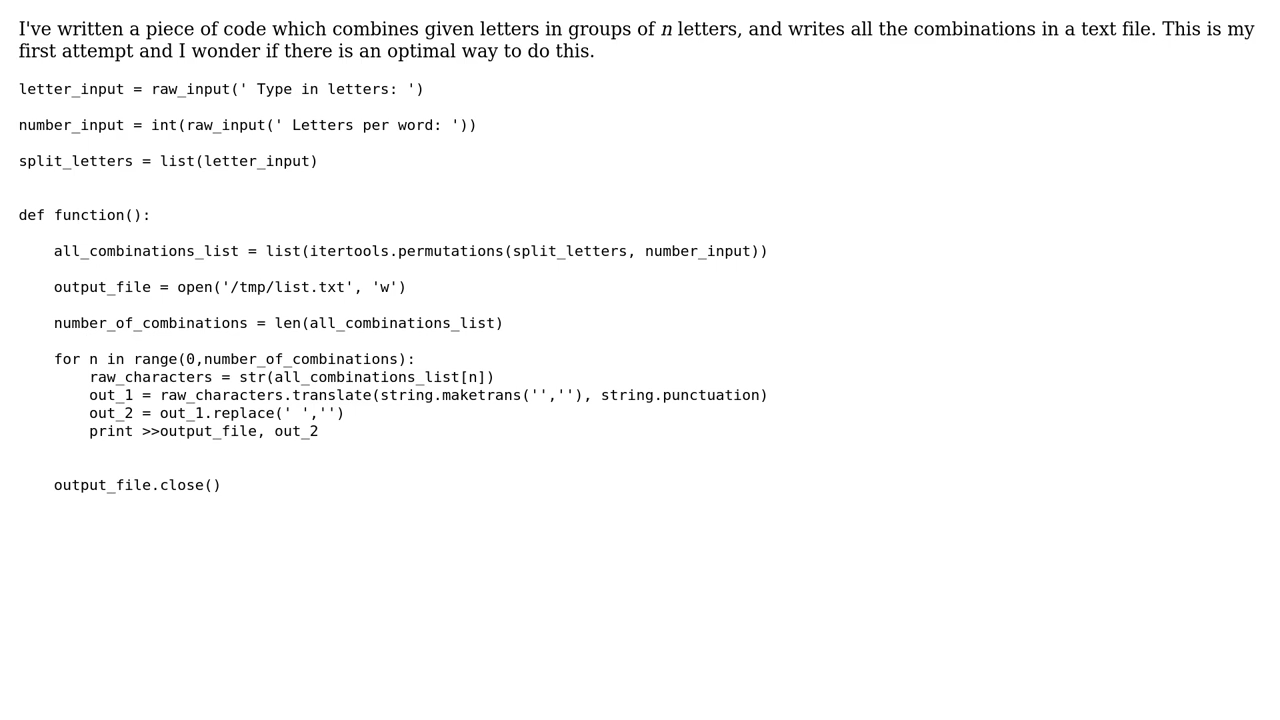 I've written a piece of code which combines given letters in groups of n letters, and writes all the combinations in a text file. This is my
first attempt and I wonder if there is an optimal way to do this.
letter_input = raw_input(' Type in letters: ')
number_input = int(raw_input(' Letters per word: '))
split_letters = list(letter_input)
def function():
    all_combinations_list = list(itertools.permutations(split_letters, number_input))
    output_file = open('/tmp/list.txt', 'w')
    number_of_combinations = len(all_combinations_list)
    for n in range(0,number_of_combinations):
        raw_characters = str(all_combinations_list[n])
        out_1 = raw_characters.translate(string.maketrans('',''), string.punctuation)
        out_2 = out_1.replace(' ','')
        print >>output_file, out_2
    output_file.close()